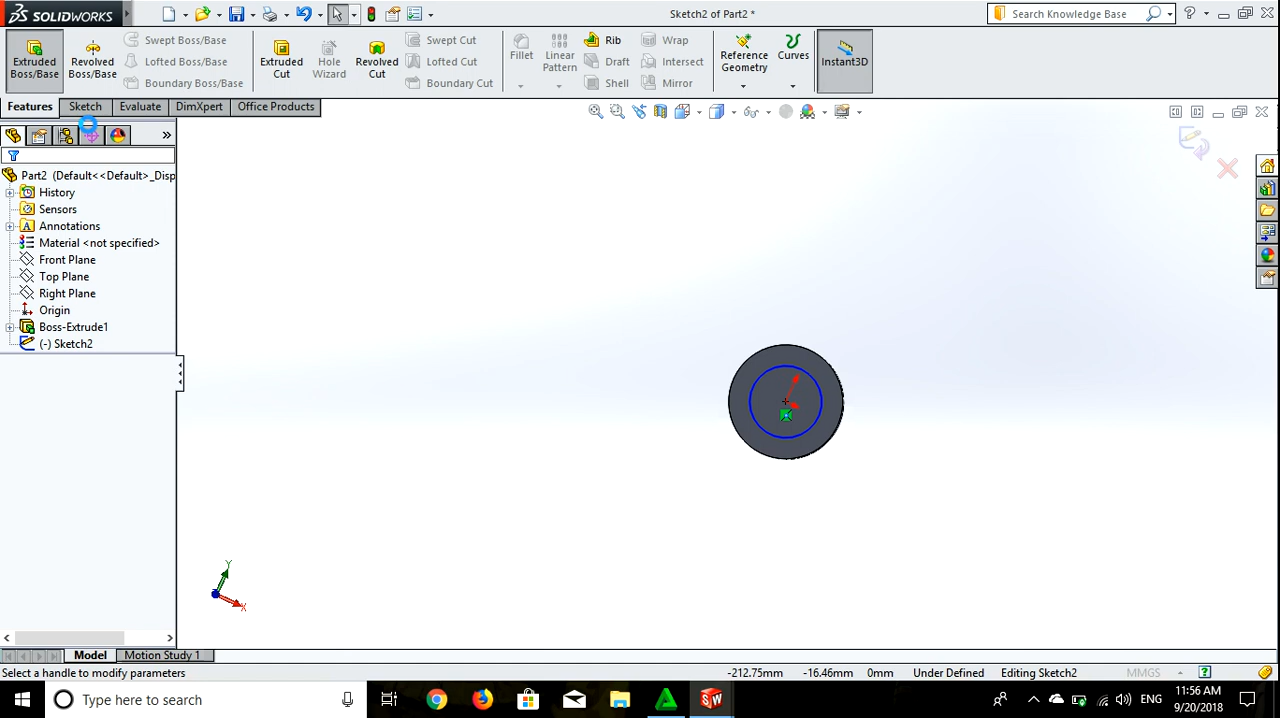 SOLIDWORKS
Sketch2 of Part2 *
Search Knowledge Base
Extruded Boss/Base
Revolved Boss/Base
Swept Boss/Base
Lofted Boss/Base
Boundary Boss/Base
Extruded Cut
Hole Wizard
Revolved Cut
Swept Cut
Lofted Cut
Boundary Cut
Fillet
Linear Pattern
Rib
Draft
Shell
Wrap
Intersect
Mirror
Reference Geometry
Curves
Instant3D
Features
Sketch
Evaluate
DimXpert
Office Products
Part2 (Default<<Default>_Disp
History
Sensors
Annotations
Material <not specified>
Front Plane
Top Plane
Right Plane
Origin
Boss-Extrude1
(-) Sketch2
Y
X
Model
Motion Study 1
Select a handle to modify parameters
-212.75mm
-16.46mm
0mm
Under Defined
Editing Sketch2
MMGS
Type here to search
ENG
11:56 AM
9/20/2018